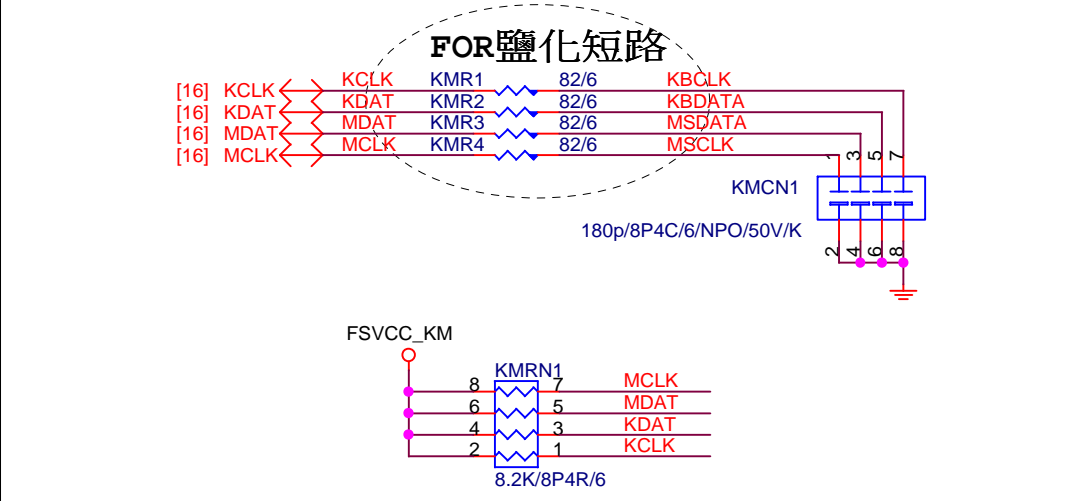 FOR鹽化短路
[16] KCLK KCLK KMR1 82/6 KBCLK
[16] KDAT KDAT KMR2 82/6 KBDATA
[16] MDAT MDAT KMR3 82/6 MSDATA
[16] MCLK MCLK KMR4 82/6 MSCLK
1 3 5 7
KMCN1
180p/8P4C/6/NPO/50V/K
2 4 6 8
FSVCC_KM
KMRN1
8 7 MCLK
6 5 MDAT
4 3 KDAT
2 1 KCLK
8.2K/8P4R/6